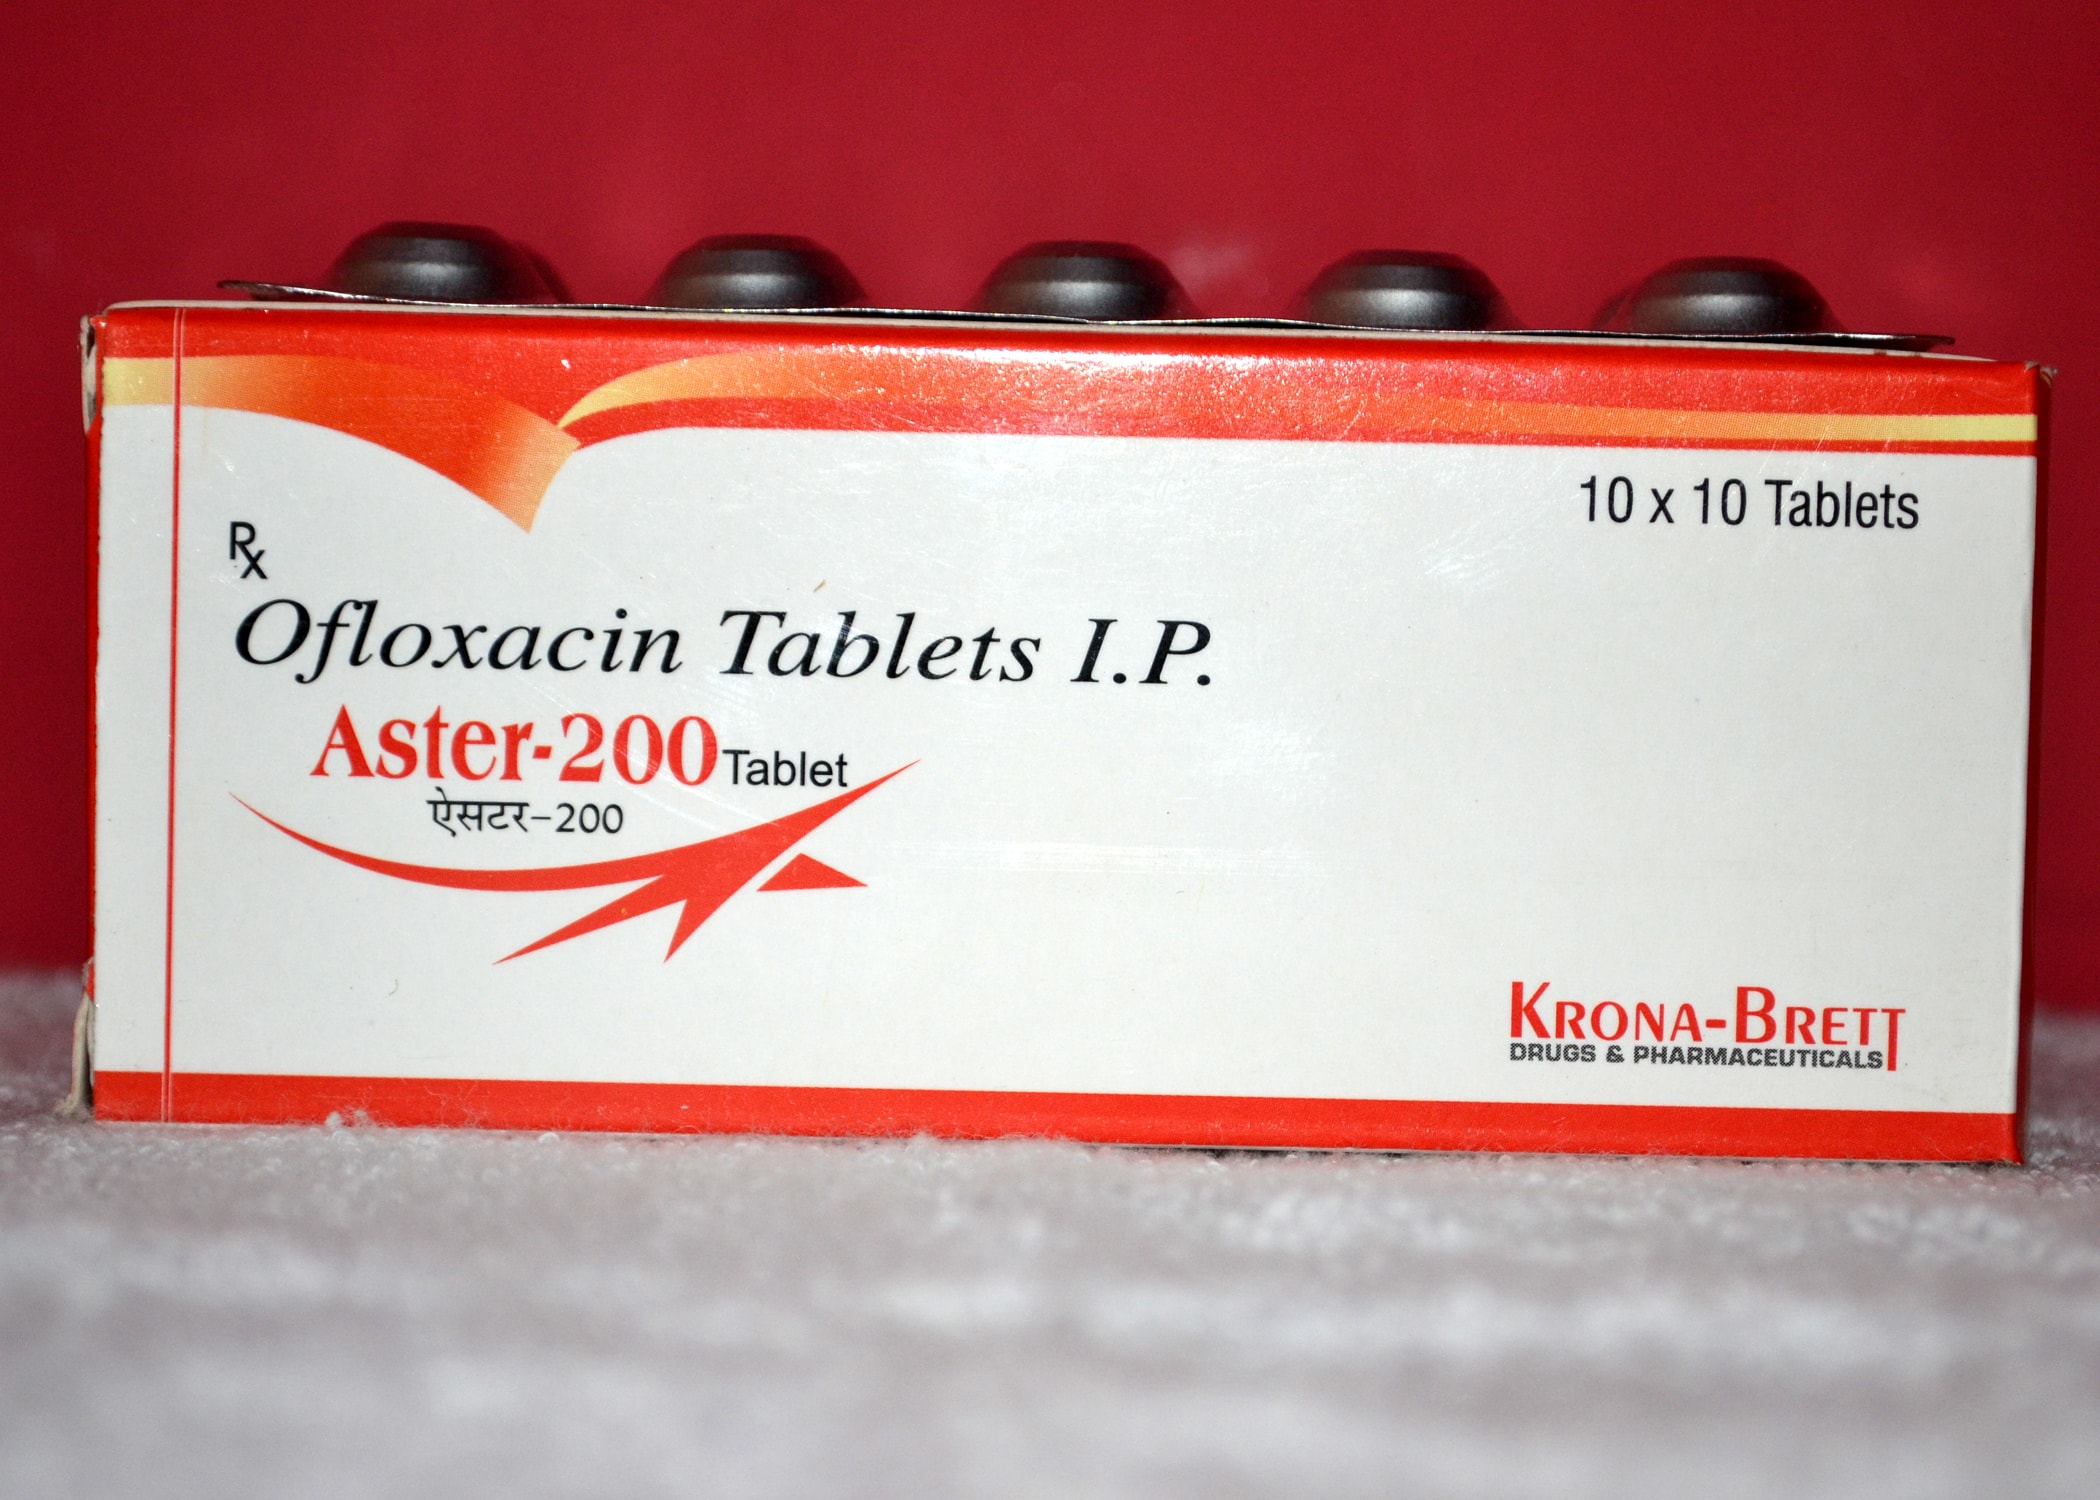 10 x 10 Tablets
Rx
Ofloxacin Tablets I.P.
Aster-200 Tablet
ऐसटर-200
KRONA-BRETT
DRUGS & PHARMACEUTICALS